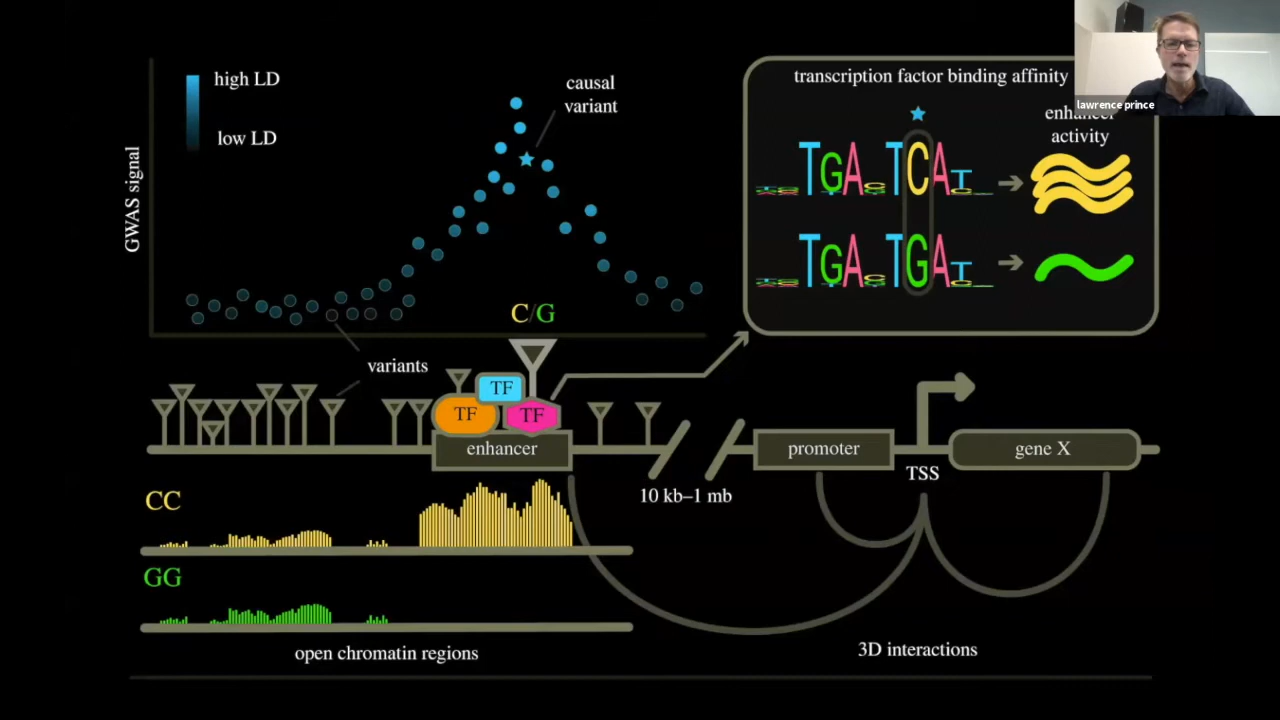 high LD
low LD
GWAS signal
causal
variant
C/G
variants
TF
TF
TF
enhancer
CC
GG
open chromatin regions
transcription factor binding affinity
enhancer
activity
TGA TCA T
TGA TGA T
lawrence prince
promoter
TSS
gene X
10 kb–1 mb
3D interactions